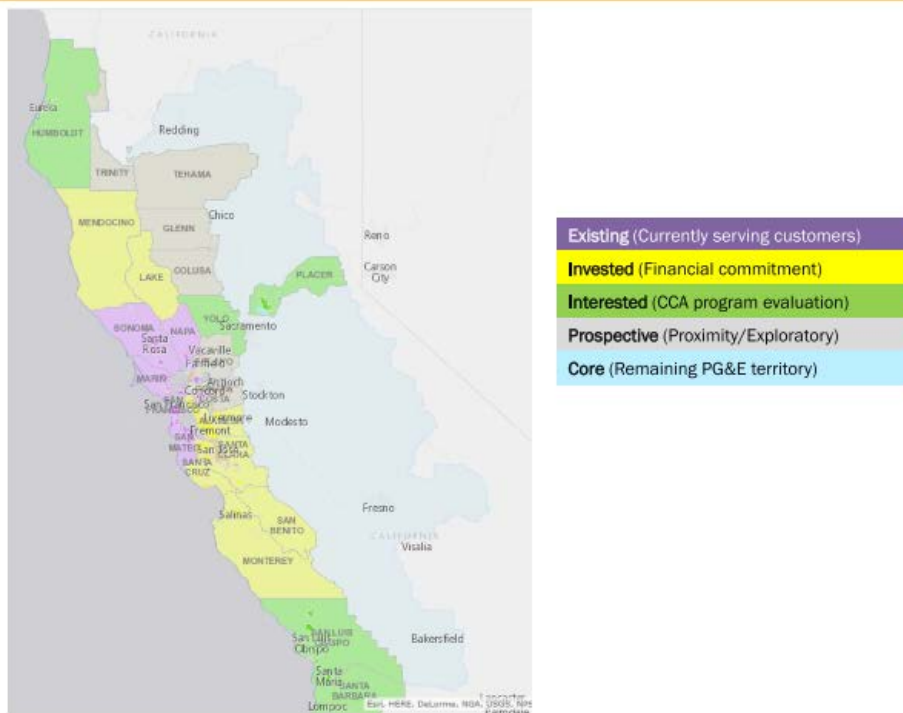 CALIFORNIA
Eureka
HUMBOLDT
Redding
TRINITY
TEHAMA
MENDOCINO
Chico
GLENN
Reno
LAKE
COLUSA
Carson
City
PLACER
YOLO
Sacramento
SONOMA
NAPA
Santa
Rosa
Vacaville
Fairfield
MARIN
Antioch
Concord
COSTA
Stockton
San Francisco
Livermore
Modesto
Fremont
SAN
MATEO
San Jose
SANTA
CLARA
SANTA
CRUZ
Salinas
SAN
BENITO
Fresno
CALIFORNIA
Visalia
MONTEREY
San Luis
Obispo
SAN LUIS
OBISPO
Bakersfield
Santa
Maria
SANTA
BARBARA
Lompoc
Esri, HERE, DeLorme, NGA, USGS, NPS
Existing (Currently serving customers)
Invested (Financial commitment)
Interested (CCA program evaluation)
Prospective (Proximity/Exploratory)
Core (Remaining PG&E territory)